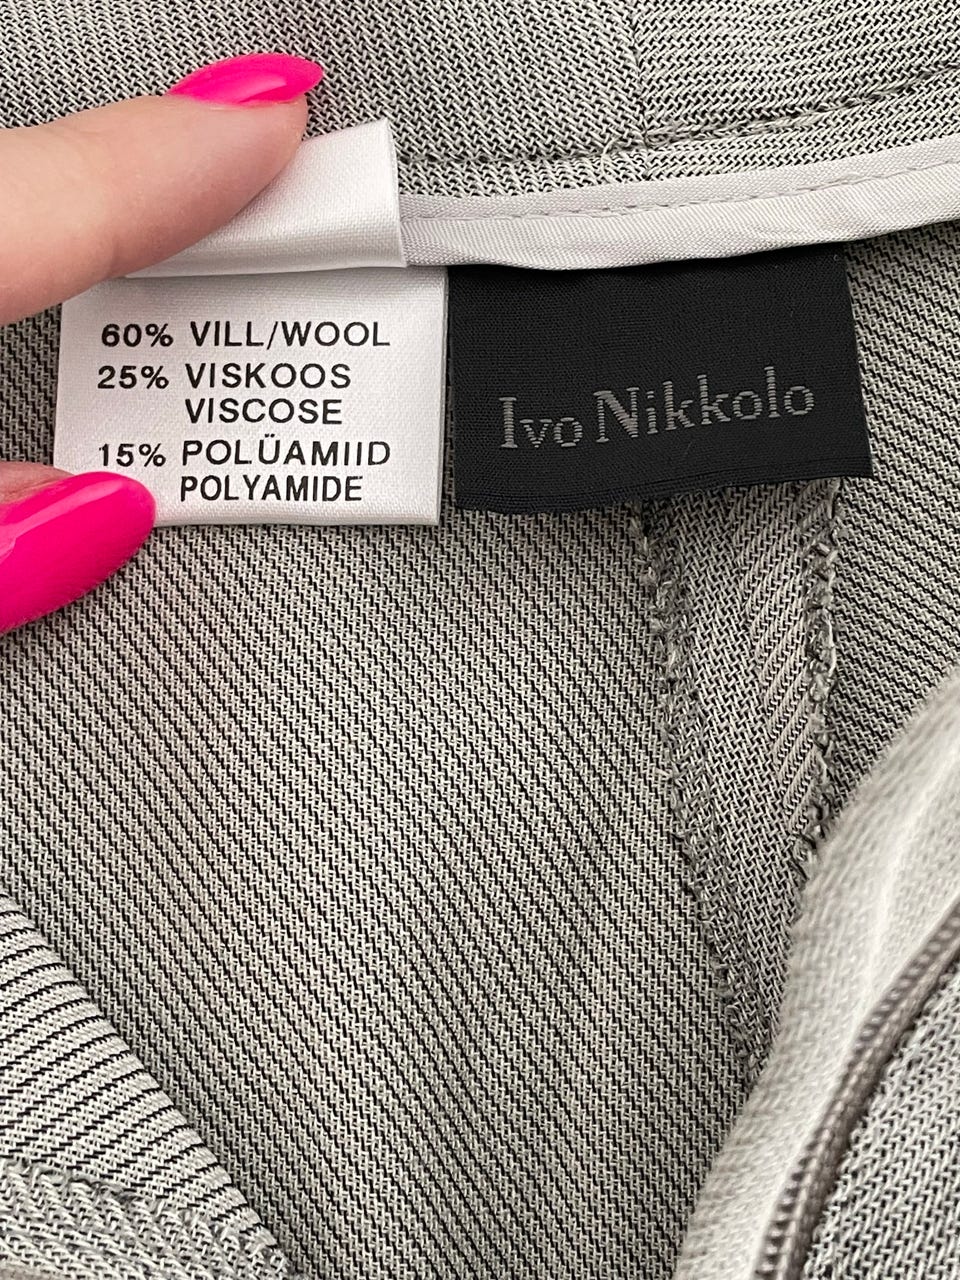 60% VILL/WOOL
25% VISKOOS
VISCOSE
15% POLÜAMIID
POLYAMIDE
Ivo Nikkolo